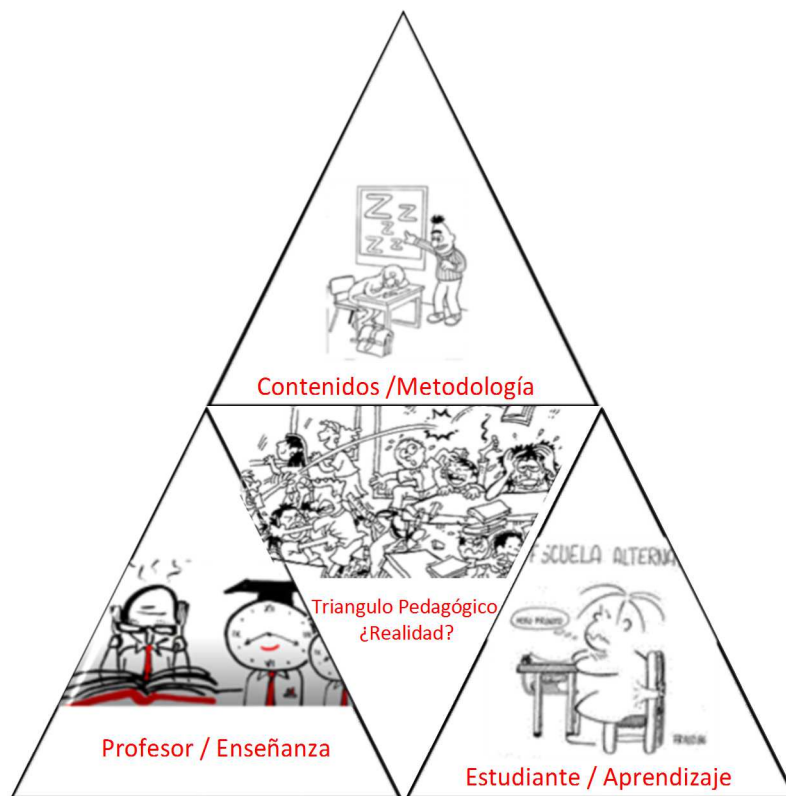 Z
Z
Z
Z Z
Contenidos /Metodología
Triangulo Pedagógico
¿Realidad?
ESCUELA ALTERNA
Profesor / Enseñanza
Estudiante / Aprendizaje